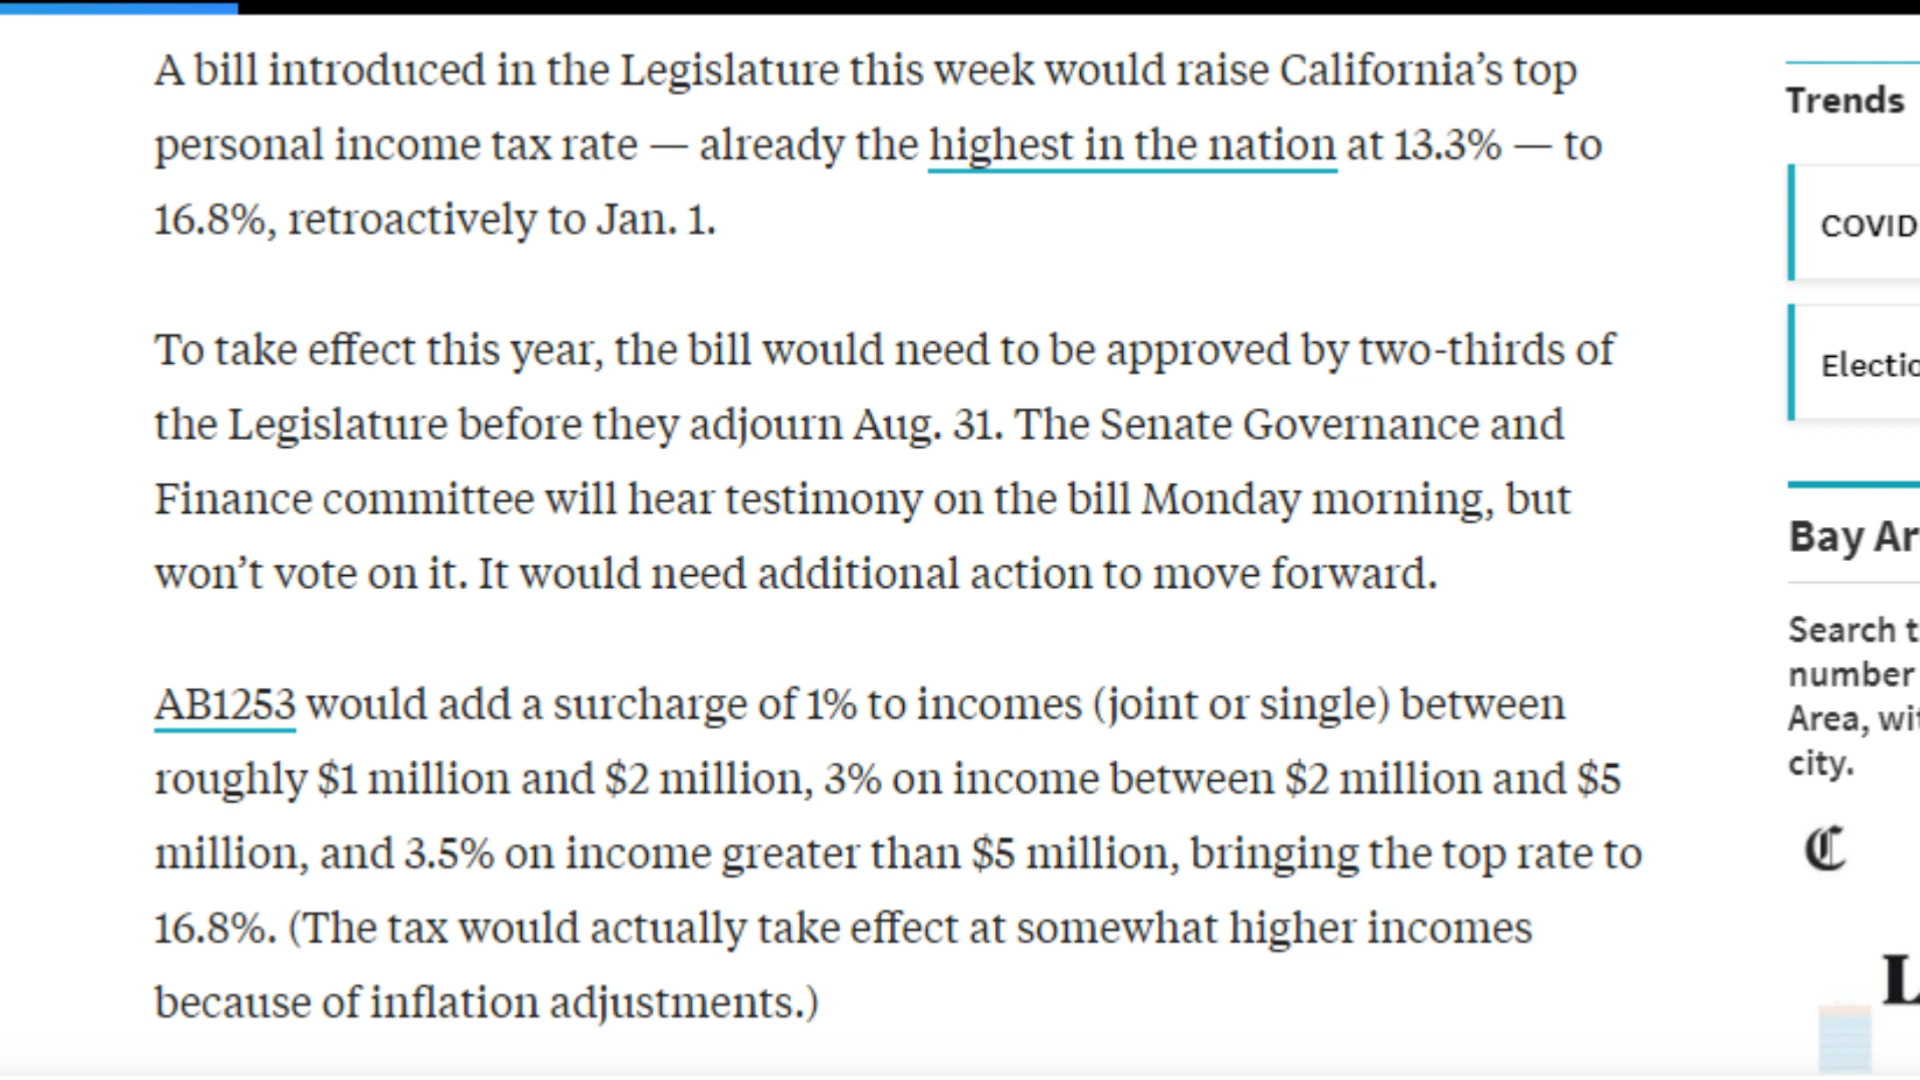 A bill introduced in the Legislature this week would raise California’s top
personal income tax rate — already the highest in the nation at 13.3% — to
16.8%, retroactively to Jan. 1.
To take effect this year, the bill would need to be approved by two-thirds of
the Legislature before they adjourn Aug. 31. The Senate Governance and
Finance committee will hear testimony on the bill Monday morning, but
won’t vote on it. It would need additional action to move forward.
AB1253 would add a surcharge of 1% to incomes (joint or single) between
roughly $1 million and $2 million, 3% on income between $2 million and $5
million, and 3.5% on income greater than $5 million, bringing the top rate to
16.8%. (The tax would actually take effect at somewhat higher incomes
because of inflation adjustments.)
Trends
COVID
Electio
Bay Ar
Search t
number
Area, wit
city.
C
L